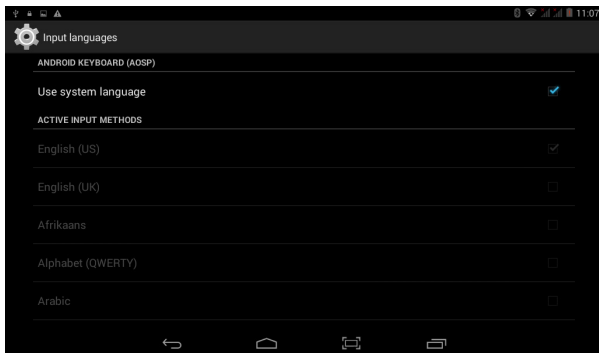 11:07
Input languages
ANDROID KEYBOARD (AOSP)
Use system language
ACTIVE INPUT METHODS
English (US)
English (UK)
Afrikaans
Alphabet (QWERTY)
Arabic